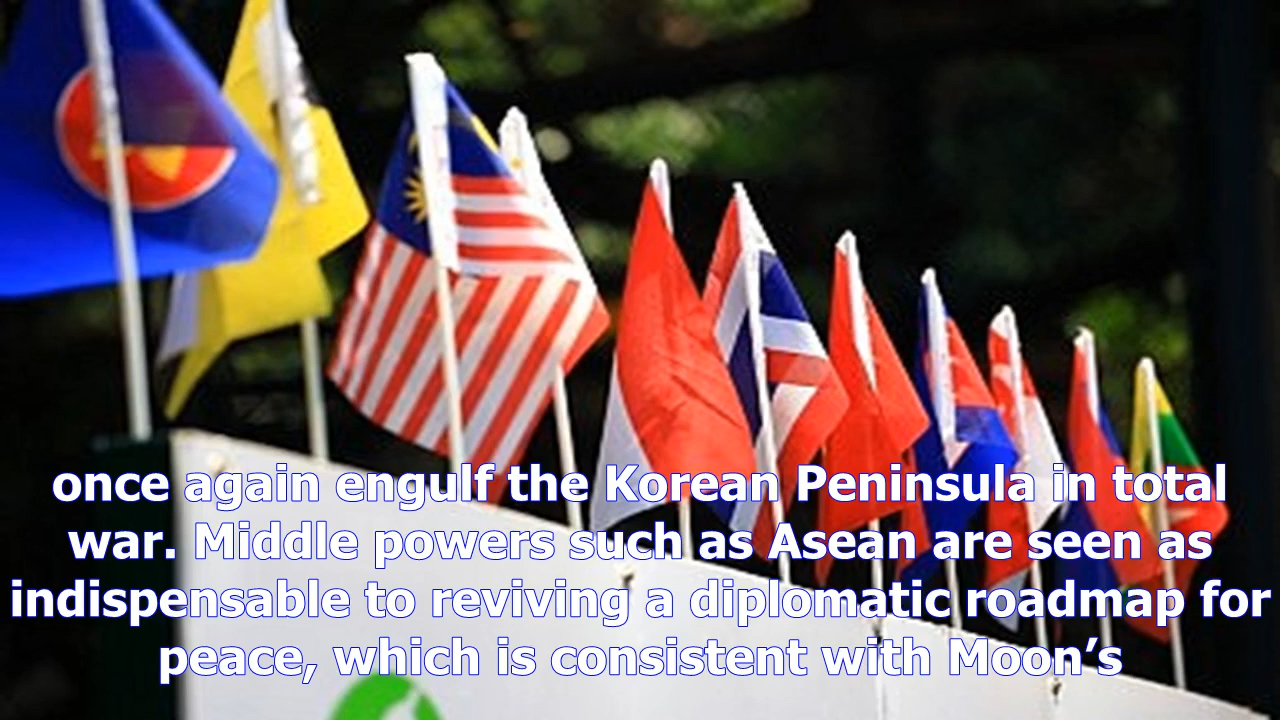 once again engulf the Korean Peninsula in total
war. Middle powers such as Asean are seen as
indispensable to reviving a diplomatic roadmap for
peace, which is consistent with Moon’s